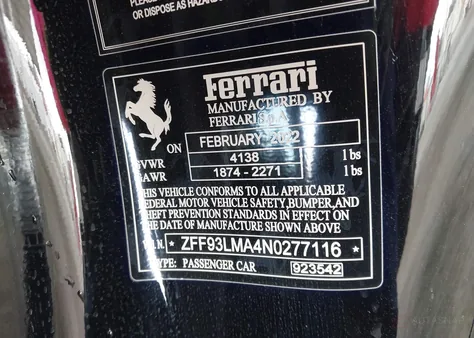 OR DISPOSE AS HAZARDO
Ferrari
MANUFACTURED BY
FERRARI S.p.A.
ON FEBRUARY 2022
GVWR 4138 lbs
GAWR 1874 - 2271 lbs
THIS VEHICLE CONFORMS TO ALL APPLICABLE
FEDERAL MOTOR VEHICLE SAFETY,BUMPER,AND
THEFT PREVENTION STANDARDS IN EFFECT ON
THE DATE OF MANUFACTURE SHOWN ABOVE
V.I.N. * ZFF93LMA4N0277116 *
TYPE: PASSENGER CAR 923542